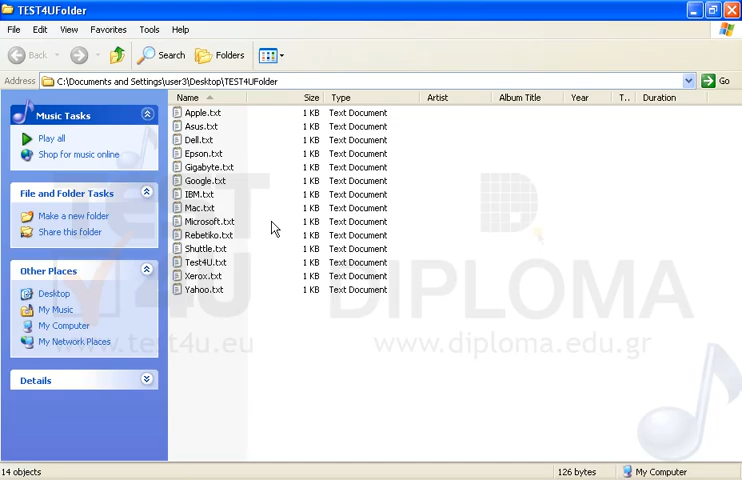 TEST4UFolder
File Edit View Favorites Tools Help
Back Search Folders
Address C:\Documents and Settings\user3\Desktop\TEST4UFolder Go
Name Size Type Artist Album Title Year T.. Duration
Music Tasks
Play all
Shop for music online
File and Folder Tasks
Make a new folder
Share this folder
Other Places
Desktop
My Music
My Computer
My Network Places
Details
Apple.txt 1 KB Text Document
Asus.txt 1 KB Text Document
Dell.txt 1 KB Text Document
Epson.txt 1 KB Text Document
Gigabyte.txt 1 KB Text Document
Google.txt 1 KB Text Document
IBM.txt 1 KB Text Document
Mac.txt 1 KB Text Document
Microsoft.txt 1 KB Text Document
Rebetiko.txt 1 KB Text Document
Shuttle.txt 1 KB Text Document
Test4U.txt 1 KB Text Document
Xerox.txt 1 KB Text Document
Yahoo.txt 1 KB Text Document
TEST
4U DIPLOMA
www.test4u.eu www.diploma.edu.gr
14 objects 126 bytes My Computer